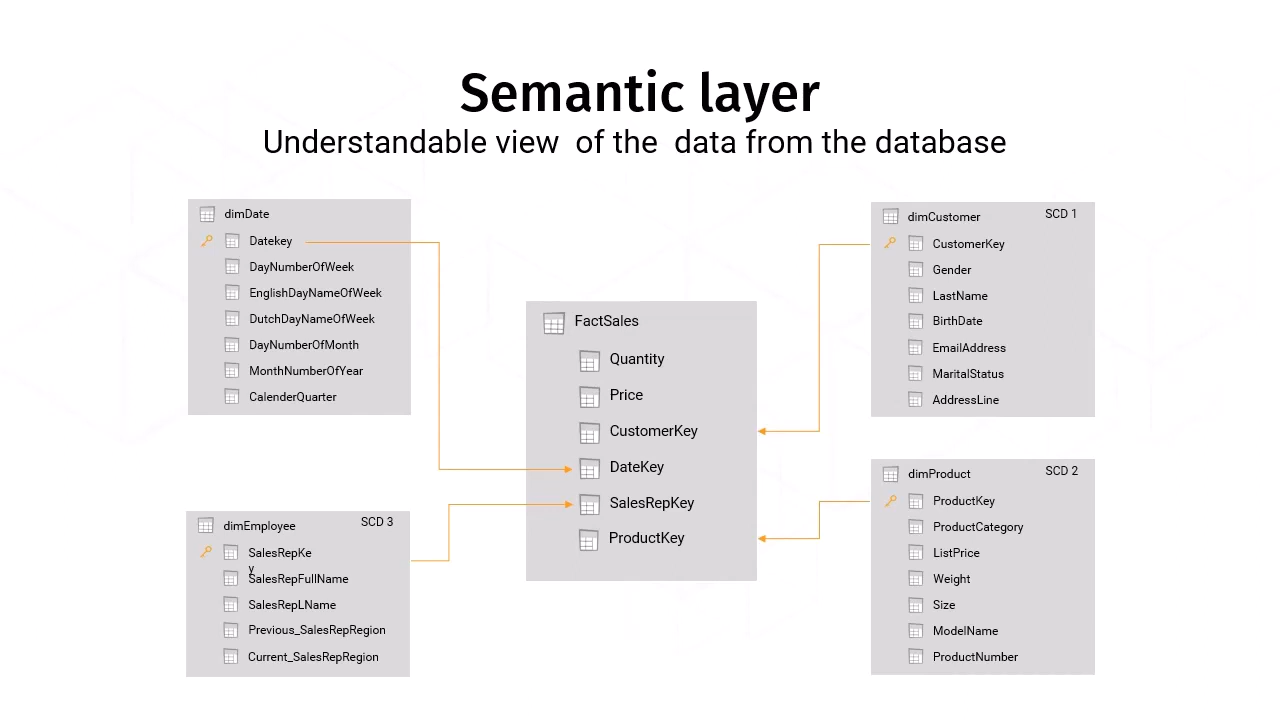 Semantic layer
Understandable view of the data from the database
dimDate
Datekey
DayNumberOfWeek
EnglishDayNameOfWeek
DutchDayNameOfWeek
DayNumberOfMonth
MonthNumberOfYear
CalenderQuarter
dimEmployee SCD 3
SalesRepKe
y
SalesRepFullName
SalesRepLName
Previous_SalesRepRegion
Current_SalesRepRegion
FactSales
Quantity
Price
CustomerKey
DateKey
SalesRepKey
ProductKey
dimCustomer SCD 1
CustomerKey
Gender
LastName
BirthDate
EmailAddress
MaritalStatus
AddressLine
dimProduct SCD 2
ProductKey
ProductCategory
ListPrice
Weight
Size
ModelName
ProductNumber